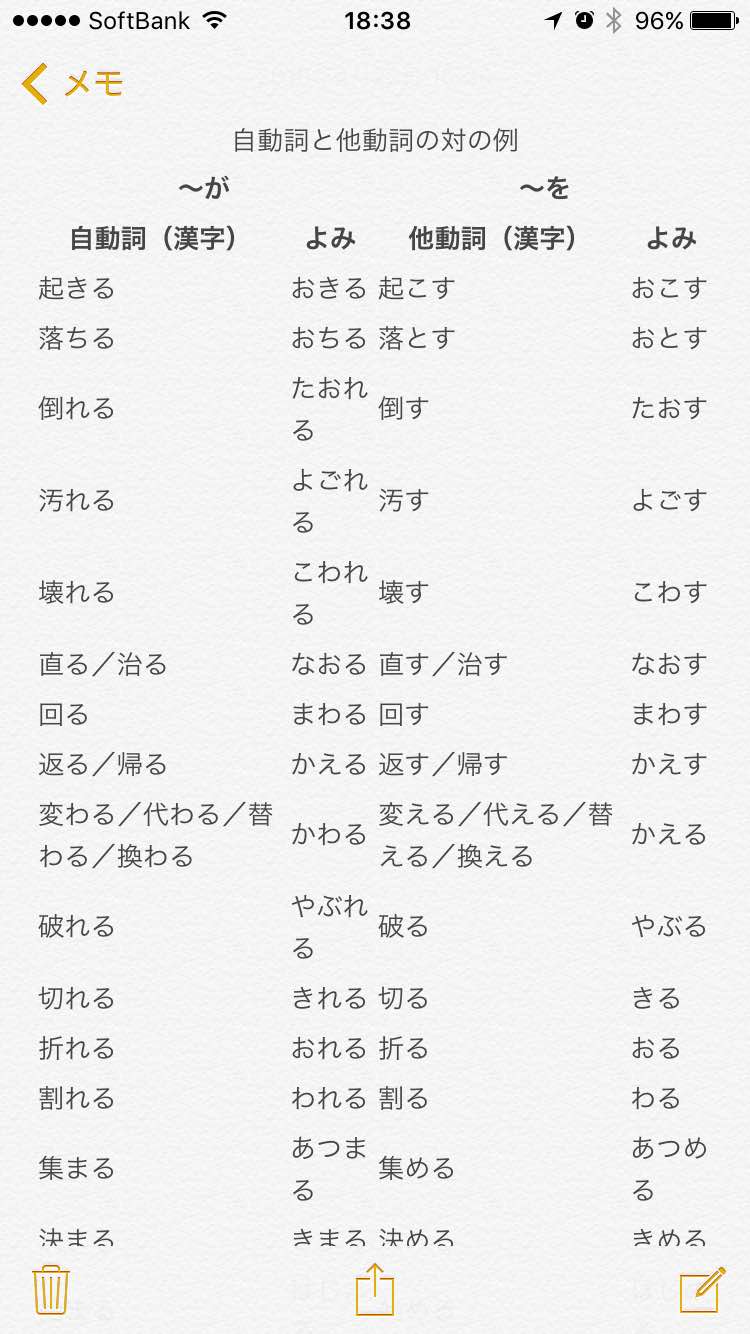 SoftBank 18:38 96%
メモ
自動詞と他動詞の対の例
〜が 〜を
自動詞（漢字） よみ 他動詞（漢字） よみ
起きる おきる 起こす おこす
落ちる おちる 落とす おとす
倒れる たおれる 倒す たおす
汚れる よごれる 汚す よごす
壊れる こわれる 壊す こわす
直る／治る なおる 直す／治す なおす
回る まわる 回す まわす
返る／帰る かえる 返す／帰す かえす
変わる／代わる／替わる／換わる かわる 変える／代える／替える／換える かえる
破れる やぶれる 破る やぶる
切れる きれる 切る きる
折れる おれる 折る おる
割れる われる 割る わる
集まる あつまる 集める あつめる
決まる きまる 決める きめる